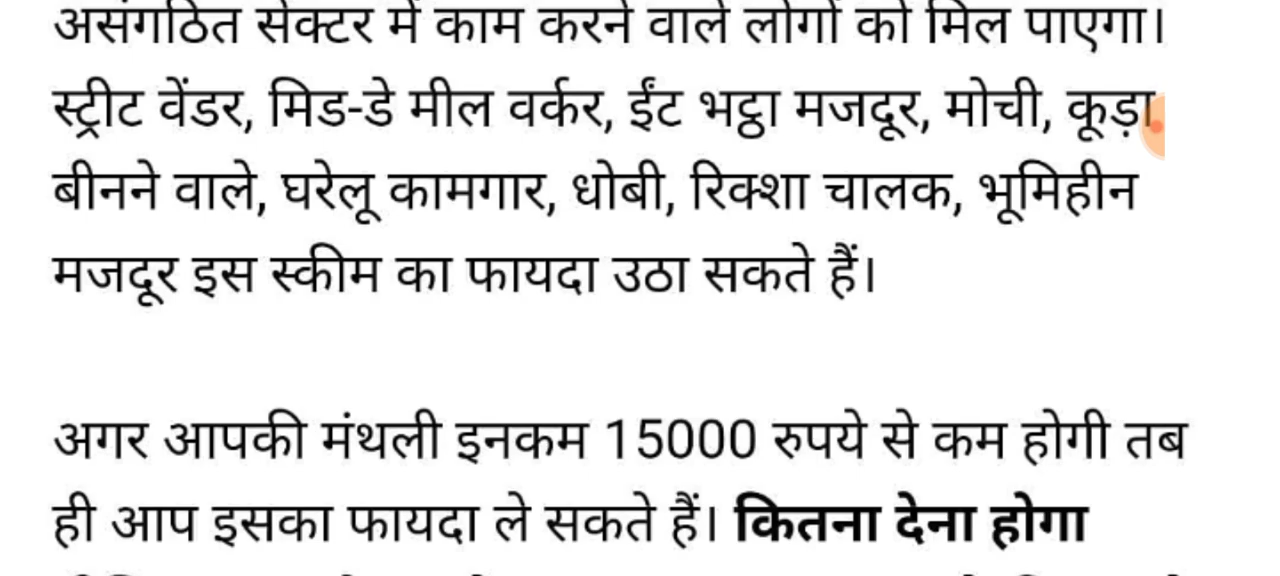 असंगठित सेक्टर में काम करने वाले लोगों को मिल पाएगा।
स्ट्रीट वेंडर, मिड-डे मील वर्कर, ईंट भट्ठा मजदूर, मोची, कूड़ा
बीनने वाले, घरेलू कामगार, धोबी, रिक्शा चालक, भूमिहीन
मजदूर इस स्कीम का फायदा उठा सकते हैं।
अगर आपकी मंथली इनकम 15000 रुपये से कम होगी तब
ही आप इसका फायदा ले सकते हैं। कितना देना होगा